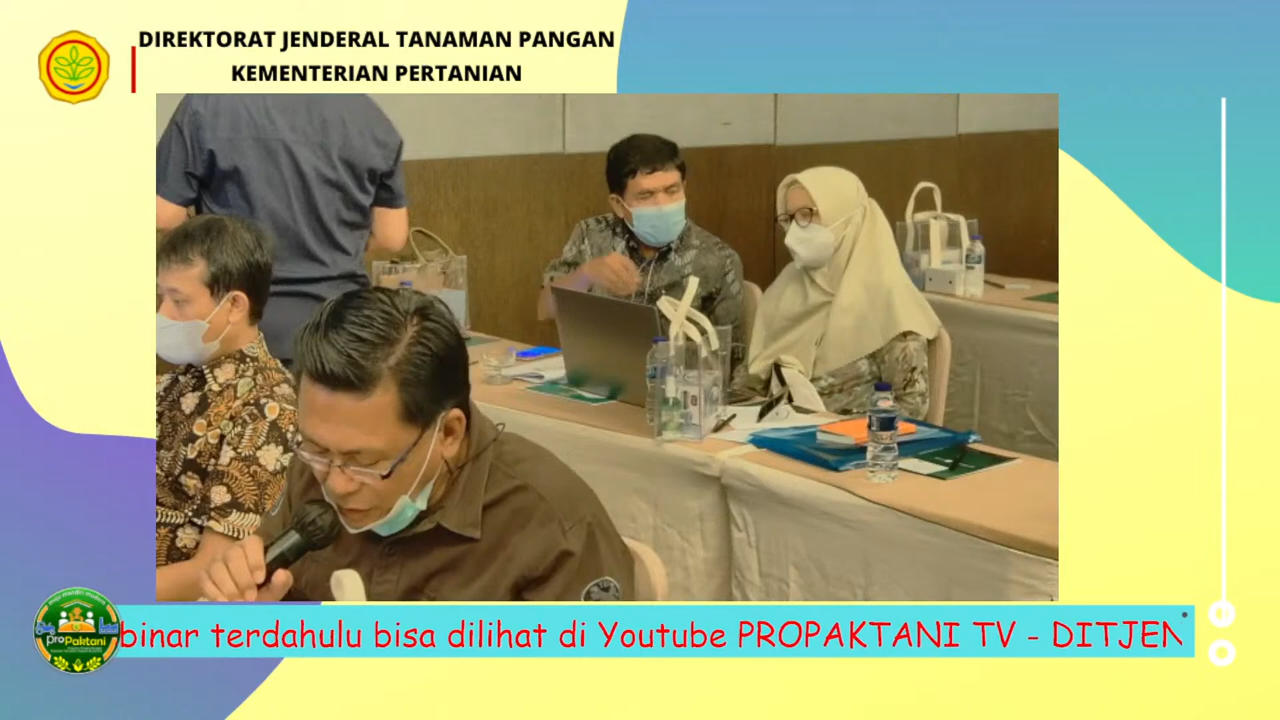 DIREKTORAT JENDERAL TANAMAN PANGAN
KEMENTERIAN PERTANIAN
proPaktani
binar terdahulu bisa dilihat di Youtube PROPAKTANI TV - DITJEN